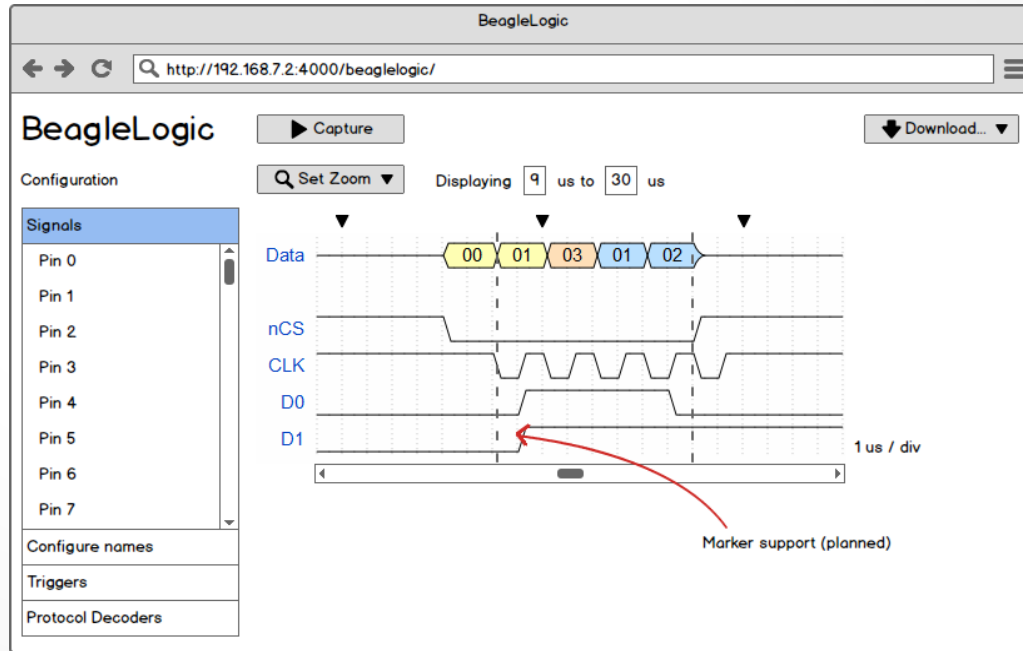 BeagleLogic
http://192.168.7.2:4000/beaglelogic/
BeagleLogic
Capture
Download...
Configuration
Set Zoom
Displaying 9 us to 30 us
Signals
Pin 0
Pin 1
Pin 2
Pin 3
Pin 4
Pin 5
Pin 6
Pin 7
Configure names
Triggers
Protocol Decoders
Data 00 01 03 01 02
nCS
CLK
D0
D1
1 us / div
Marker support (planned)